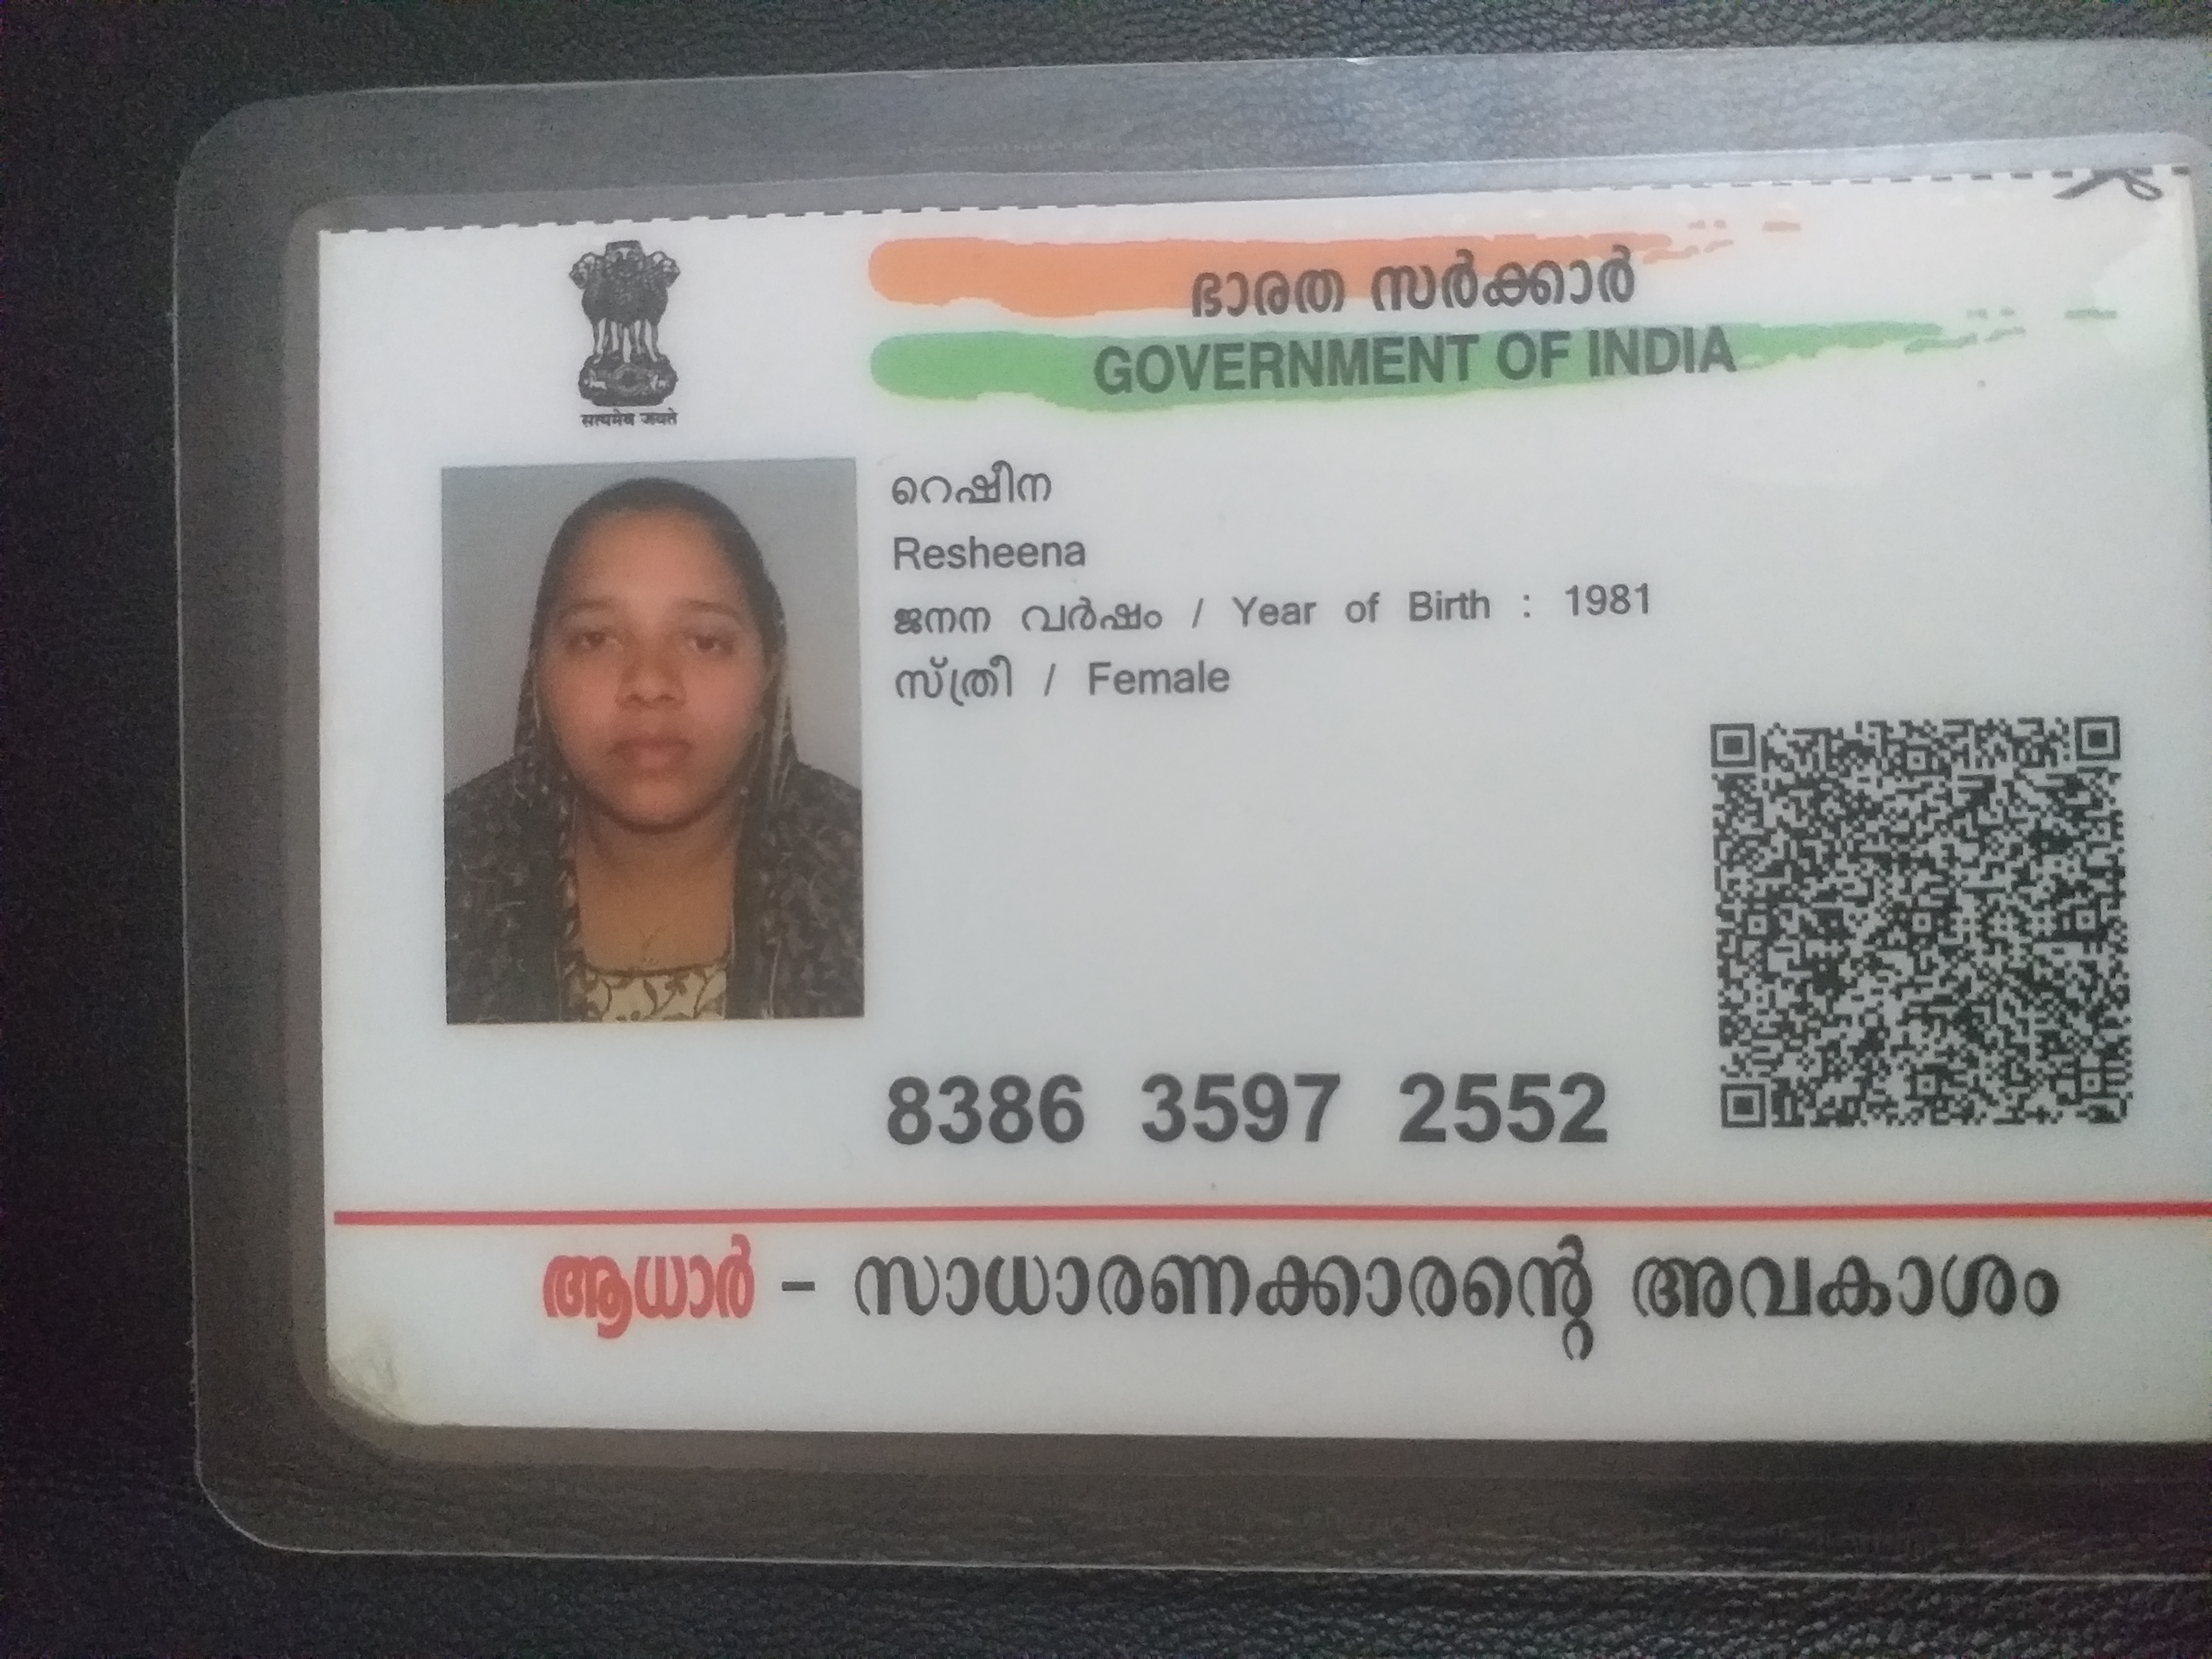 ഭാരത സർക്കാർ
GOVERNMENT OF INDIA
सत्यमेव जयते
റെഷീന
Resheena
ജനന വർഷം / Year of Birth : 1981
സ്ത്രീ / Female
8386 3597 2552
ആധാർ - സാധാരണക്കാരന്റെ അവകാശം